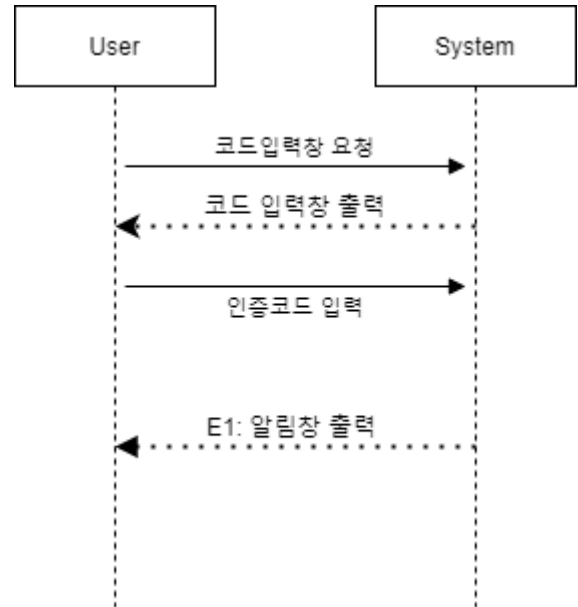 User
System
코드입력창 요청
코드 입력창 출력
인증코드 입력
E1: 알림창 출력